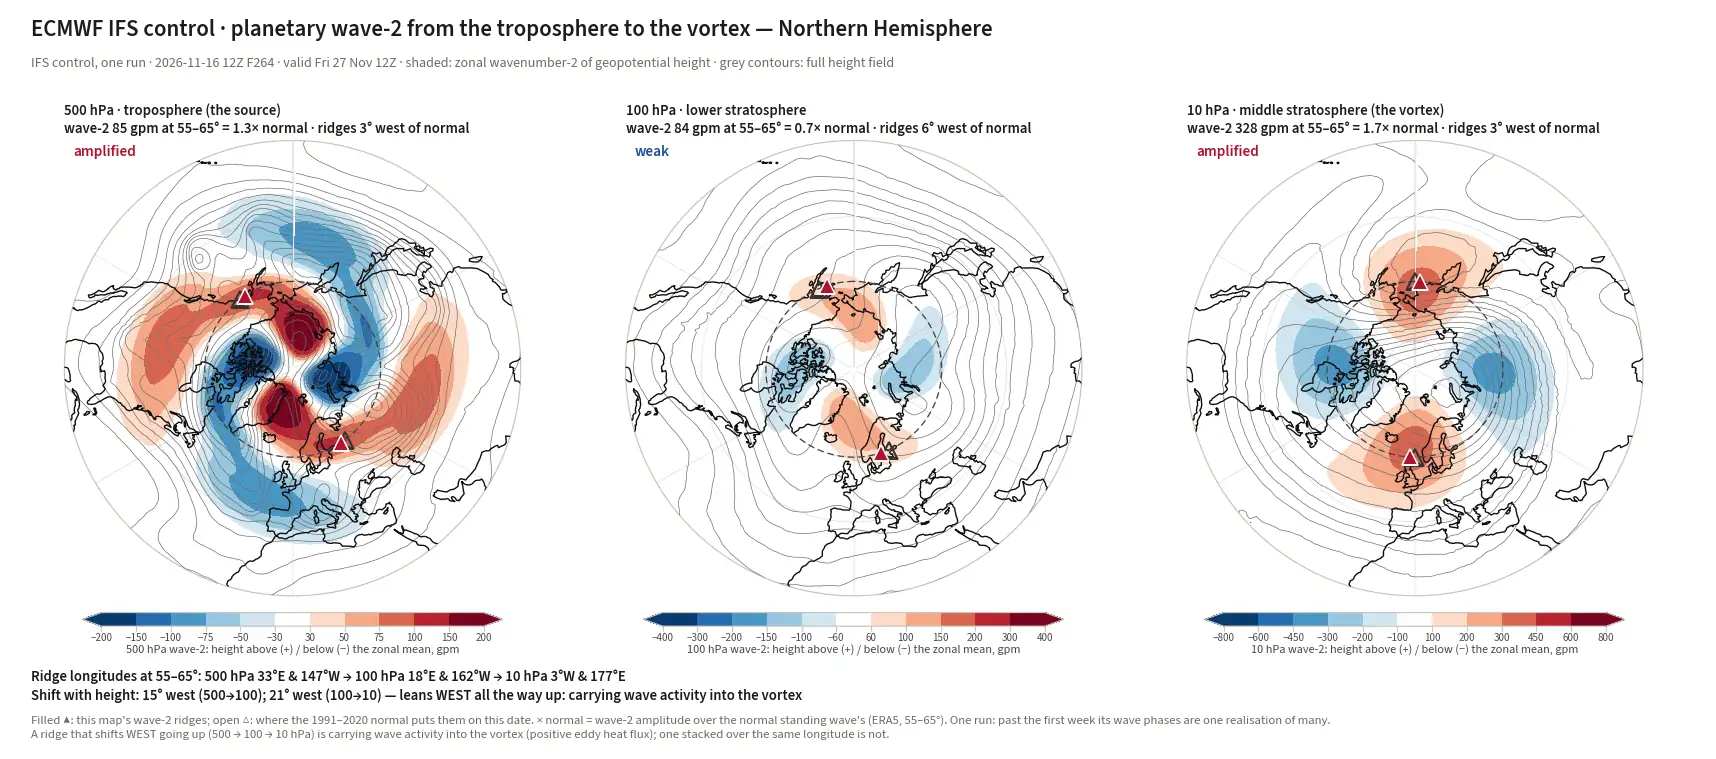 ECMWF IFS control · planetary wave-2 from the troposphere to the vortex — Northern Hemisphere
IFS control, one run · 2026-11-16 12Z F264 · valid Fri 27 Nov 12Z · shaded: zonal wavenumber-2 of geopotential height · grey contours: full height field
500 hPa · troposphere (the source)
wave-2 85 gpm at 55–65° = 1.3× normal · ridges 3° west of normal
amplified
100 hPa · lower stratosphere
wave-2 84 gpm at 55–65° = 0.7× normal · ridges 6° west of normal
weak
10 hPa · middle stratosphere (the vortex)
wave-2 328 gpm at 55–65° = 1.7× normal · ridges 3° west of normal
amplified
−200 −150 −100 −75 −50 −30 30 50 75 100 150 200
500 hPa wave-2: height above (+) / below (−) the zonal mean, gpm
−400 −300 −200 −150 −100 −60 60 100 150 200 300 400
100 hPa wave-2: height above (+) / below (−) the zonal mean, gpm
−800 −600 −450 −300 −200 −100 100 200 300 450 600 800
10 hPa wave-2: height above (+) / below (−) the zonal mean, gpm
Ridge longitudes at 55–65°: 500 hPa 33°E & 147°W → 100 hPa 18°E & 162°W → 10 hPa 3°W & 177°E
Shift with height: 15° west (500→100); 21° west (100→10) — leans WEST all the way up: carrying wave activity into the vortex
Filled ▲: this map's wave-2 ridges; open △: where the 1991–2020 normal puts them on this date. × normal = wave-2 amplitude over the normal standing wave's (ERA5, 55–65°). One run: past the first week its wave phases are one realisation of many.
A ridge that shifts WEST going up (500 → 100 → 10 hPa) is carrying wave activity into the vortex (positive eddy heat flux); one stacked over the same longitude is not.